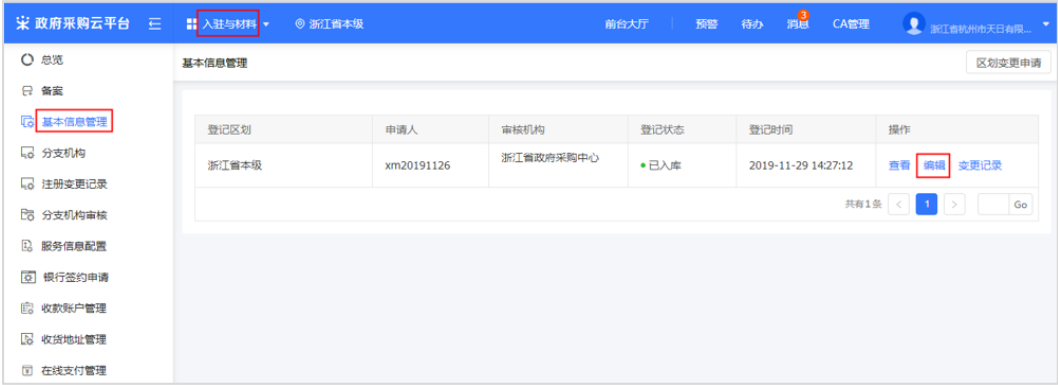 政府采购云平台 入驻与材料 浙江省本级 前台大厅 预警 待办 消息 3 CA管理 浙江省杭州市天日有限...
总览
备案
基本信息管理
分支机构
注册变更记录
分支机构审核
服务信息配置
银行签约申请
收款账户管理
收货地址管理
在线支付管理
基本信息管理 区划变更申请
登记区划 申请人 审核机构 登记状态 登记时间 操作
浙江省本级 xm20191126 浙江省政府采购中心 已入库 2019-11-29 14:27:12 查看 编辑 变更记录
共有1条 < 1 > Go